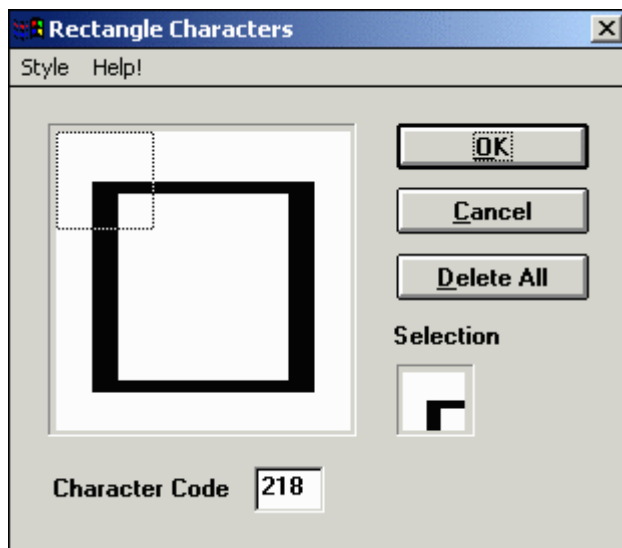 Rectangle Characters
Style Help!
OK
Cancel
Delete All
Selection
Character Code 218